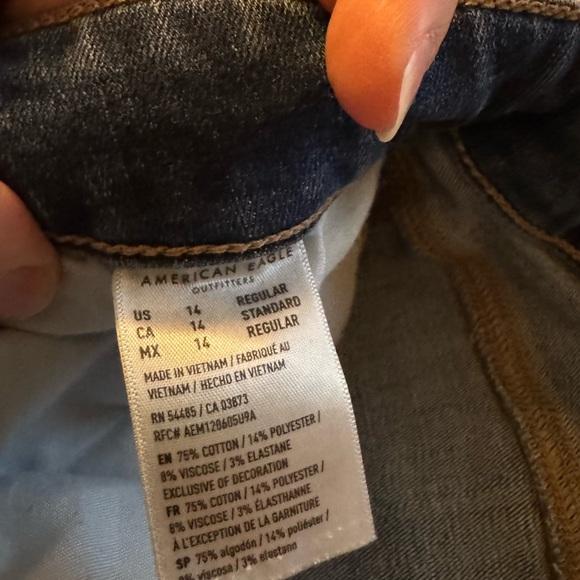 AMERICAN EAGLE
OUTFITTERS
US 14 REGULAR
CA 14 STANDARD
MX 14 REGULAR
MADE IN VIETNAM / FABRIQUÉ AU
VIETNAM / HECHO EN VIETNAM
RN 54485 / CA 03873
RFC# AEM120605U9A
EN 75% COTTON / 14% POLYESTER /
8% VISCOSE / 3% ELASTANE
EXCLUSIVE OF DECORATION
FR 75% COTON / 14% POLYESTER /
8% VISCOSE / 3% ÉLASTHANNE
À L'EXCEPTION DE LA GARNITURE
SP 75% algodón / 14% poliéster /
8% viscosa / 3% elastano